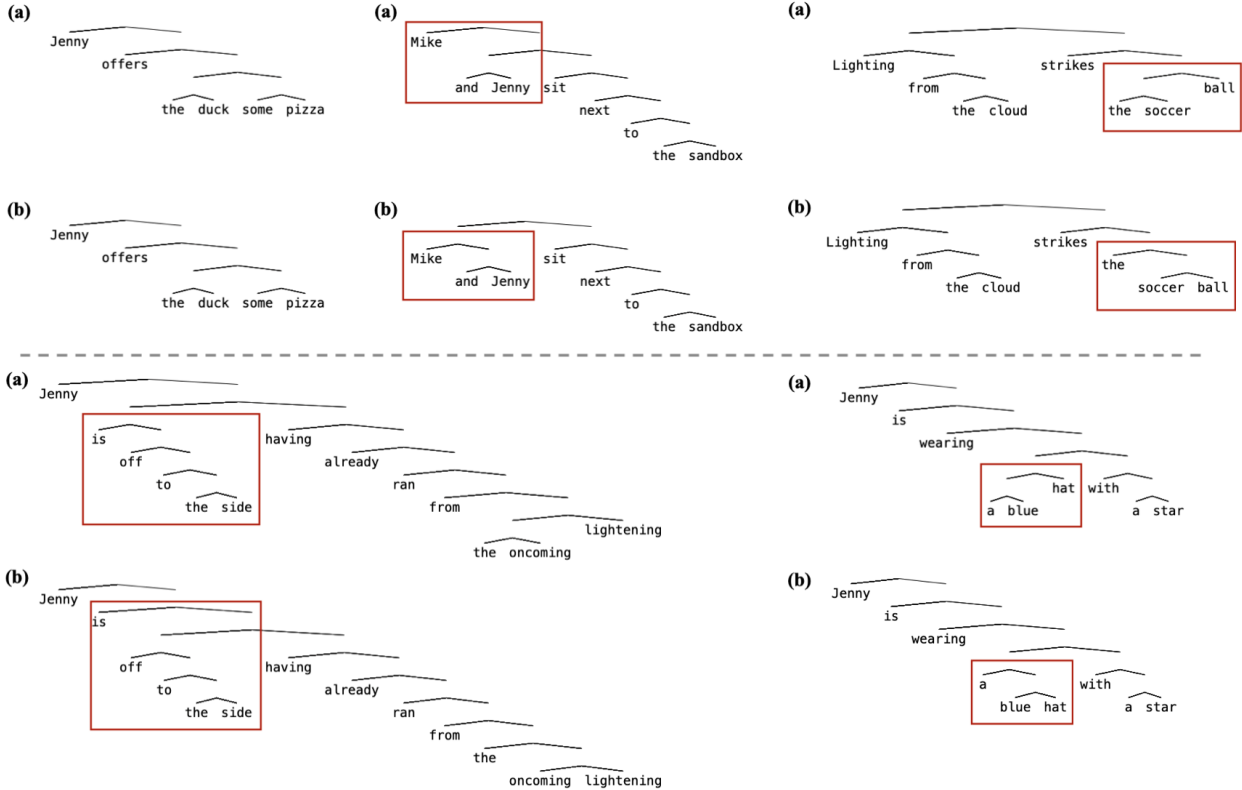 (a)
Jenny
offers
the duck some pizza
(a)
Mike
and Jenny sit
next
to
the sandbox
(a)
Lighting strikes
from ball
the cloud the soccer
(b)
Jenny
offers
the duck some pizza
(b)
Mike sit
and Jenny next
to
the sandbox
(b)
Lighting strikes
from the
the cloud soccer ball
(a)
Jenny
is having
off already
to ran
the side from
lightening
the oncoming
(a)
Jenny
is
wearing
hat with
a blue a star
(b)
Jenny
is
off having
to already
the side ran
from
the
oncoming lightening
(b)
Jenny
is
wearing
a with
blue hat a star